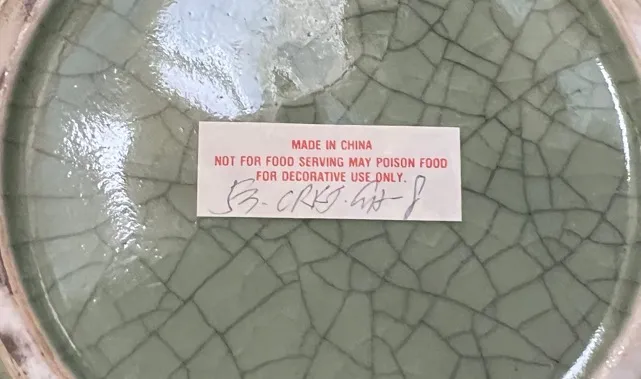 MADE IN CHINA
NOT FOR FOOD SERVING MAY POISON FOOD
FOR DECORATIVE USE ONLY.